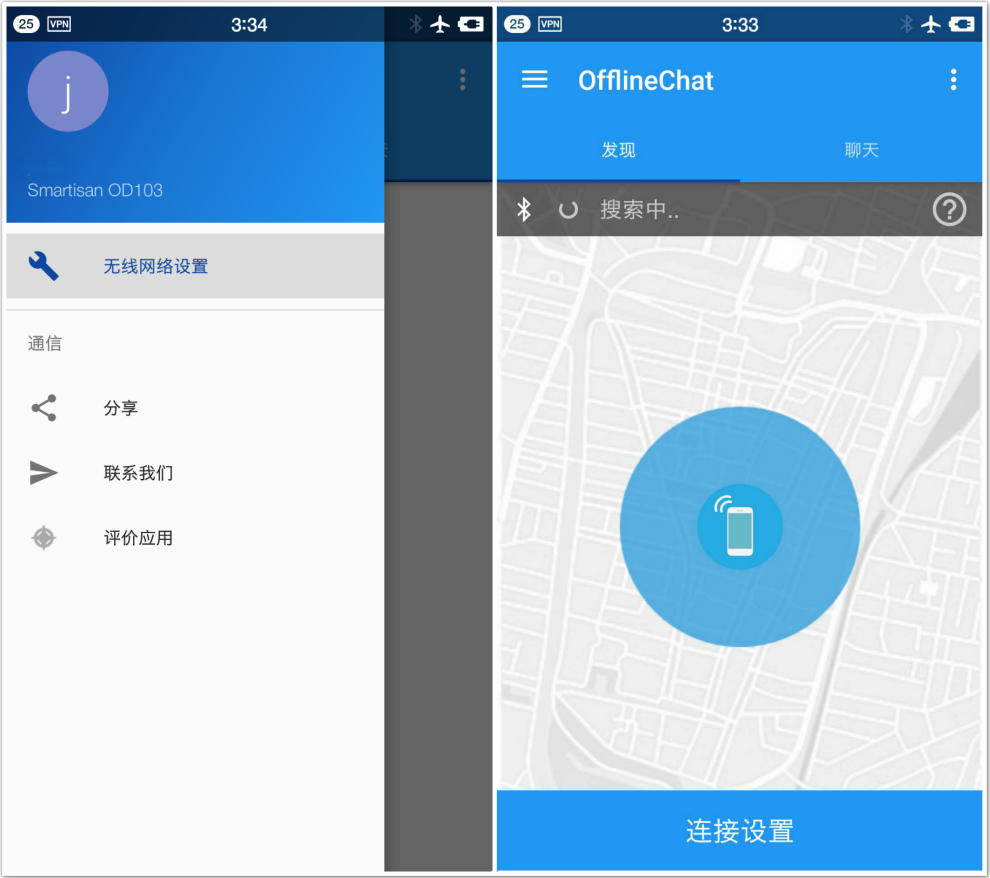 25 VPN 3:34
j
Smartisan OD103
无线网络设置
通信
分享
联系我们
评价应用
25 VPN 3:33
OfflineChat
发现 聊天
搜索中..
?
连接设置